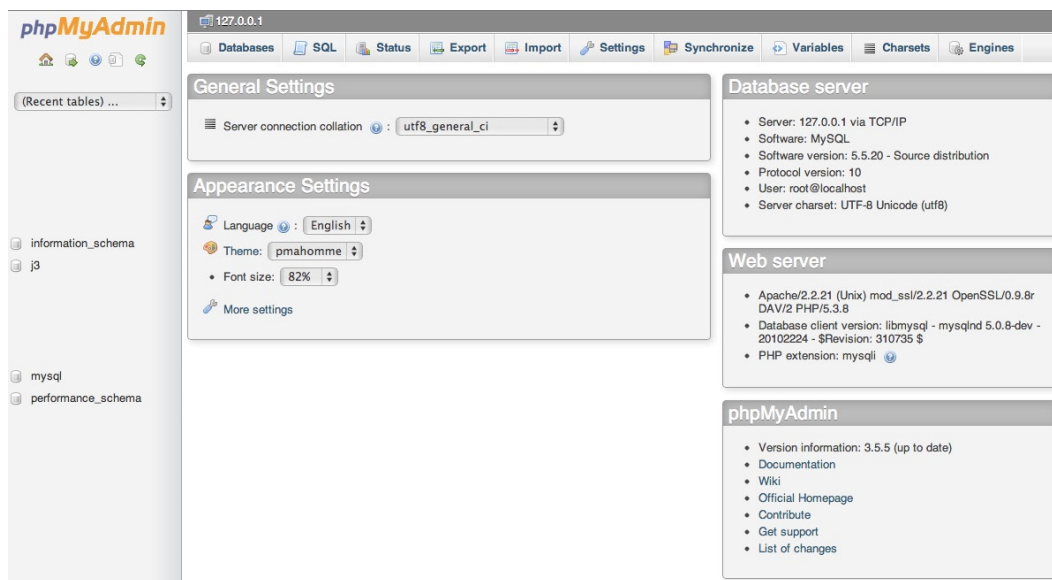 phpMyAdmin
(Recent tables) ...
information_schema
j3
mysql
performance_schema
127.0.0.1
Databases SQL Status Export Import Settings Synchronize Variables Charsets Engines
General Settings
Server connection collation : utf8_general_ci
Appearance Settings
Language : English
Theme: pmahomme
Font size: 82%
More settings
Database server
Server: 127.0.0.1 via TCP/IP
Software: MySQL
Software version: 5.5.20 - Source distribution
Protocol version: 10
User: root@localhost
Server charset: UTF-8 Unicode (utf8)
Web server
Apache/2.2.21 (Unix) mod_ssl/2.2.21 OpenSSL/0.9.8r
DAV/2 PHP/5.3.8
Database client version: libmysql - mysqlnd 5.0.8-dev -
20102224 - $Revision: 310735 $
PHP extension: mysqli
phpMyAdmin
Version information: 3.5.5 (up to date)
Documentation
Wiki
Official Homepage
Contribute
Get support
List of changes